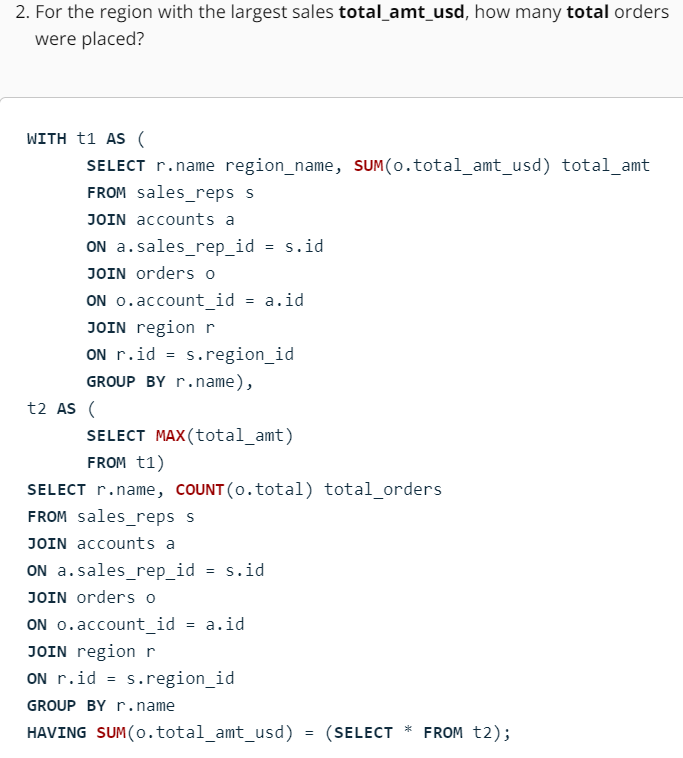 2. For the region with the largest sales total_amt_usd, how many total orders
were placed?
WITH t1 AS (
SELECT r.name region_name, SUM(o.total_amt_usd) total_amt
FROM sales_reps s
JOIN accounts a
ON a.sales_rep_id = s.id
JOIN orders o
ON o.account_id = a.id
JOIN region r
ON r.id = s.region_id
GROUP BY r.name),
t2 AS (
SELECT MAX(total_amt)
FROM t1)
SELECT r.name, COUNT(o.total) total_orders
FROM sales_reps s
JOIN accounts a
ON a.sales_rep_id = s.id
JOIN orders o
ON o.account_id = a.id
JOIN region r
ON r.id = s.region_id
GROUP BY r.name
HAVING SUM(o.total_amt_usd) = (SELECT * FROM t2);